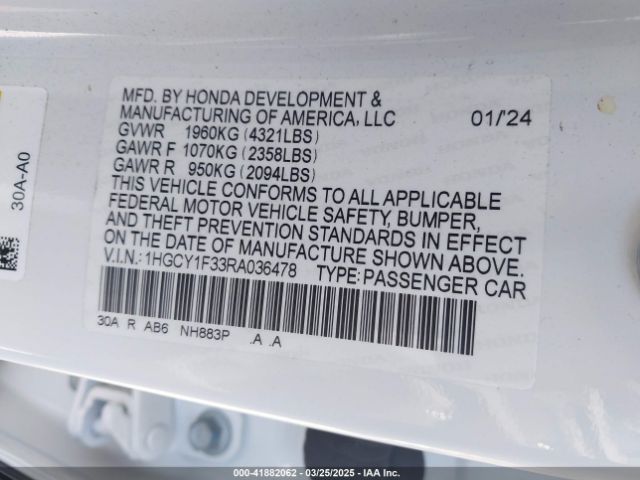 MFD. BY HONDA DEVELOPMENT &
MANUFACTURING OF AMERICA, LLC 01/'24
GVWR 1960KG (4321LBS)
GAWR F 1070KG (2358LBS)
GAWR R 950KG (2094LBS)
THIS VEHICLE CONFORMS TO ALL APPLICABLE
FEDERAL MOTOR VEHICLE SAFETY, BUMPER,
AND THEFT PREVENTION STANDARDS IN EFFECT
ON THE DATE OF MANUFACTURE SHOWN ABOVE.
V.I.N.: 1HGCY1F33RA036478 TYPE: PASSENGER CAR
30A R AB6 NH883P .A .A
30A-A0
000-41882062 / 03/25/2025 / IAA Inc.